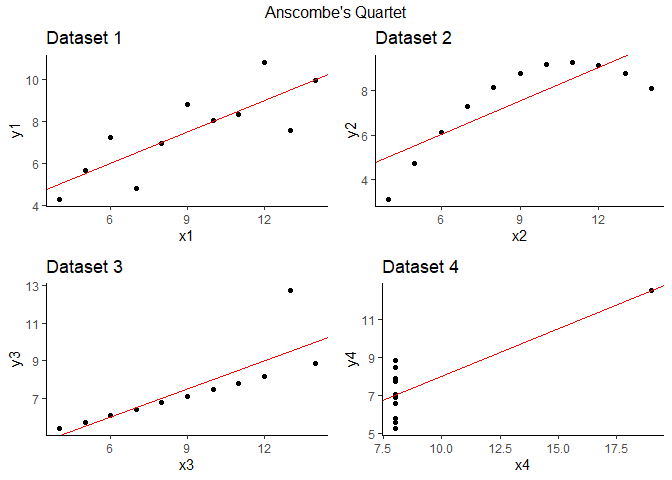 Anscombe's Quartet
Dataset 1
10
8
6
4
y1
6 9 12
x1
Dataset 2
8
6
4
y2
6 9 12
x2
Dataset 3
13
11
9
7
y3
6 9 12
x3
Dataset 4
11
9
7
5
y4
7.5 10.0 12.5 15.0 17.5
x4